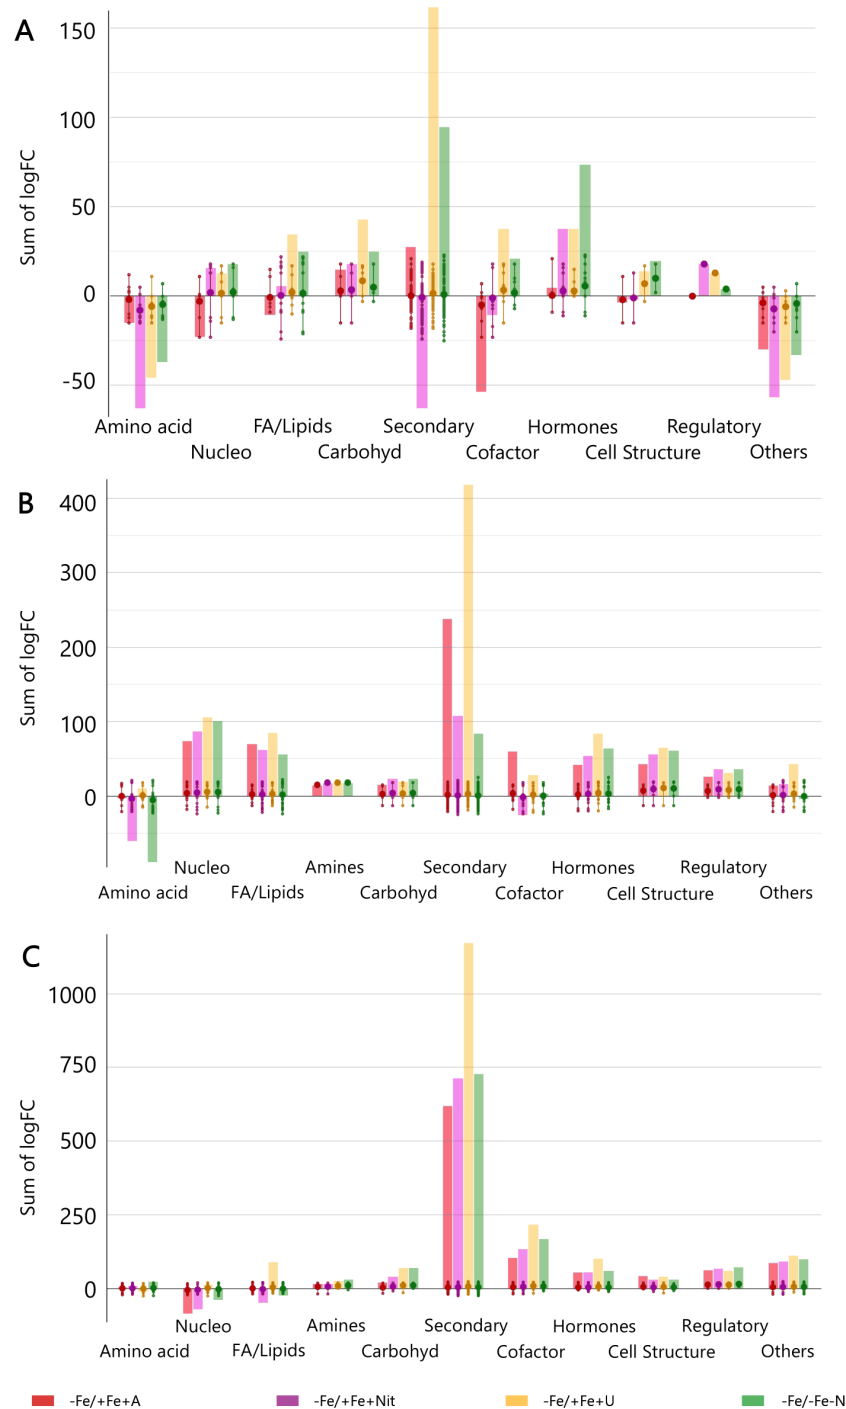 A
150
100
50
0
-50
Sum of logFC
Amino acid FA/Lipids Secondary Hormones Regulatory
Nucleo Carbohyd Cofactor Cell Structure Others
B
400
300
200
100
0
Sum of logFC
Nucleo Amines Secondary Hormones Regulatory
Amino acid FA/Lipids Carbohyd Cofactor Cell Structure Others
C
1000
750
500
250
0
Sum of logFC
Nucleo Amines Secondary Hormones Regulatory
Amino acid FA/Lipids Carbohyd Cofactor Cell Structure Others
-Fe/+Fe+A -Fe/+Fe+Nit -Fe/+Fe+U -Fe/-Fe-N